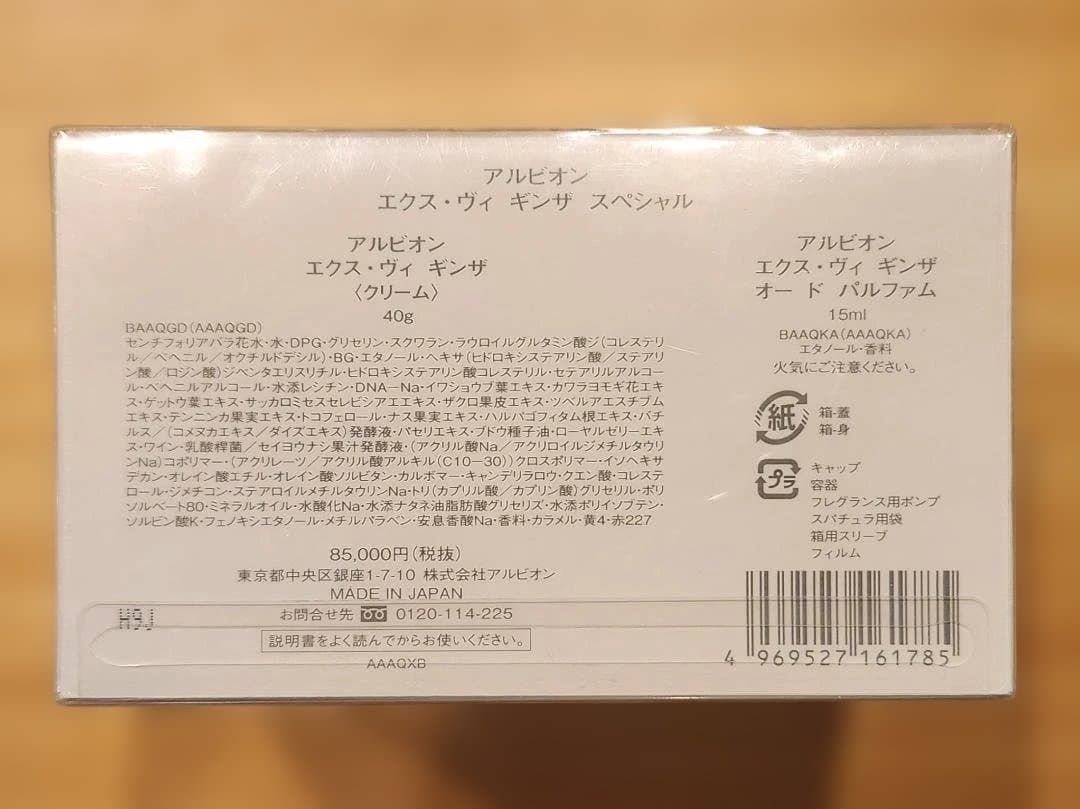 アルビオン
エクス・ヴィ ギンザ スペシャル
アルビオン
エクス・ヴィ ギンザ
〈クリーム〉
40g
BAAQGD(AAAQGD)
センチフォリアバラ花水・水・DPG・グリセリン・スクワラン・ラウロイルグルタミン酸ジ(コレステリ
ル／ベヘニル／オクチルドデシル)・BG・エタノール・ヘキサ(ヒドロキシステアリン酸／ステアリ
ン酸／ロジン酸)ジペンタエリスリチル・ヒドロキシステアリン酸コレステリル・セテアリルアルコー
ル・ベヘニルアルコール・水添レシチン・DNA-Na・イワショウブ葉エキス・カワラヨモギ花エキ
ス・ゲットウ葉エキス・サッカロミセスセレビシアエエキス・ザクロ果皮エキス・ツベルアエスチブム
エキス・テンニンカ果実エキス・トコフェロール・ナス果実エキス・ハルパゴフィタム根エキス・バチ
ルス／(コメヌカエキス／ダイズエキス)発酵液・パセリエキス・ブドウ種子油・ローヤルゼリーエキ
ス・ワイン・乳酸桿菌／セイヨウナシ果汁発酵液・(アクリル酸Na／アクリロイルジメチルタウリ
ンNa)コポリマー・(アクリレーツ／アクリル酸アルキル(C10-30))クロスポリマー・イソヘキサ
デカン・オレイン酸エチル・オレイン酸ソルビタン・カルボマー・キャンデリラロウ・クエン酸・コレステ
ロール・ジメチコン・ステアロイルメチルタウリンNa・トリ(カプリル酸／カプリン酸)グリセリル・ポリ
ソルベート80・ミネラルオイル・水酸化Na・水添ナタネ油脂肪酸グリセリズ・水添ポリイソブテン・
ソルビン酸K・フェノキシエタノール・メチルパラベン・安息香酸Na・香料・カラメル・黄4・赤227
85,000円(税抜)
東京都中央区銀座1-7-10 株式会社アルビオン
MADE IN JAPAN
お問合せ先 0120-114-225
説明書をよく読んでからお使いください。
AAAQXB
H9J
アルビオン
エクス・ヴィ ギンザ
オー ド パルファム
15ml
BAAQKA(AAAQKA)
エタノール・香料
火気にご注意ください。
紙
箱-蓋
箱-身
プラ
キャップ
容器
フレグランス用ポンプ
スパチュラ用袋
箱用スリーブ
フィルム
4 969527 161785